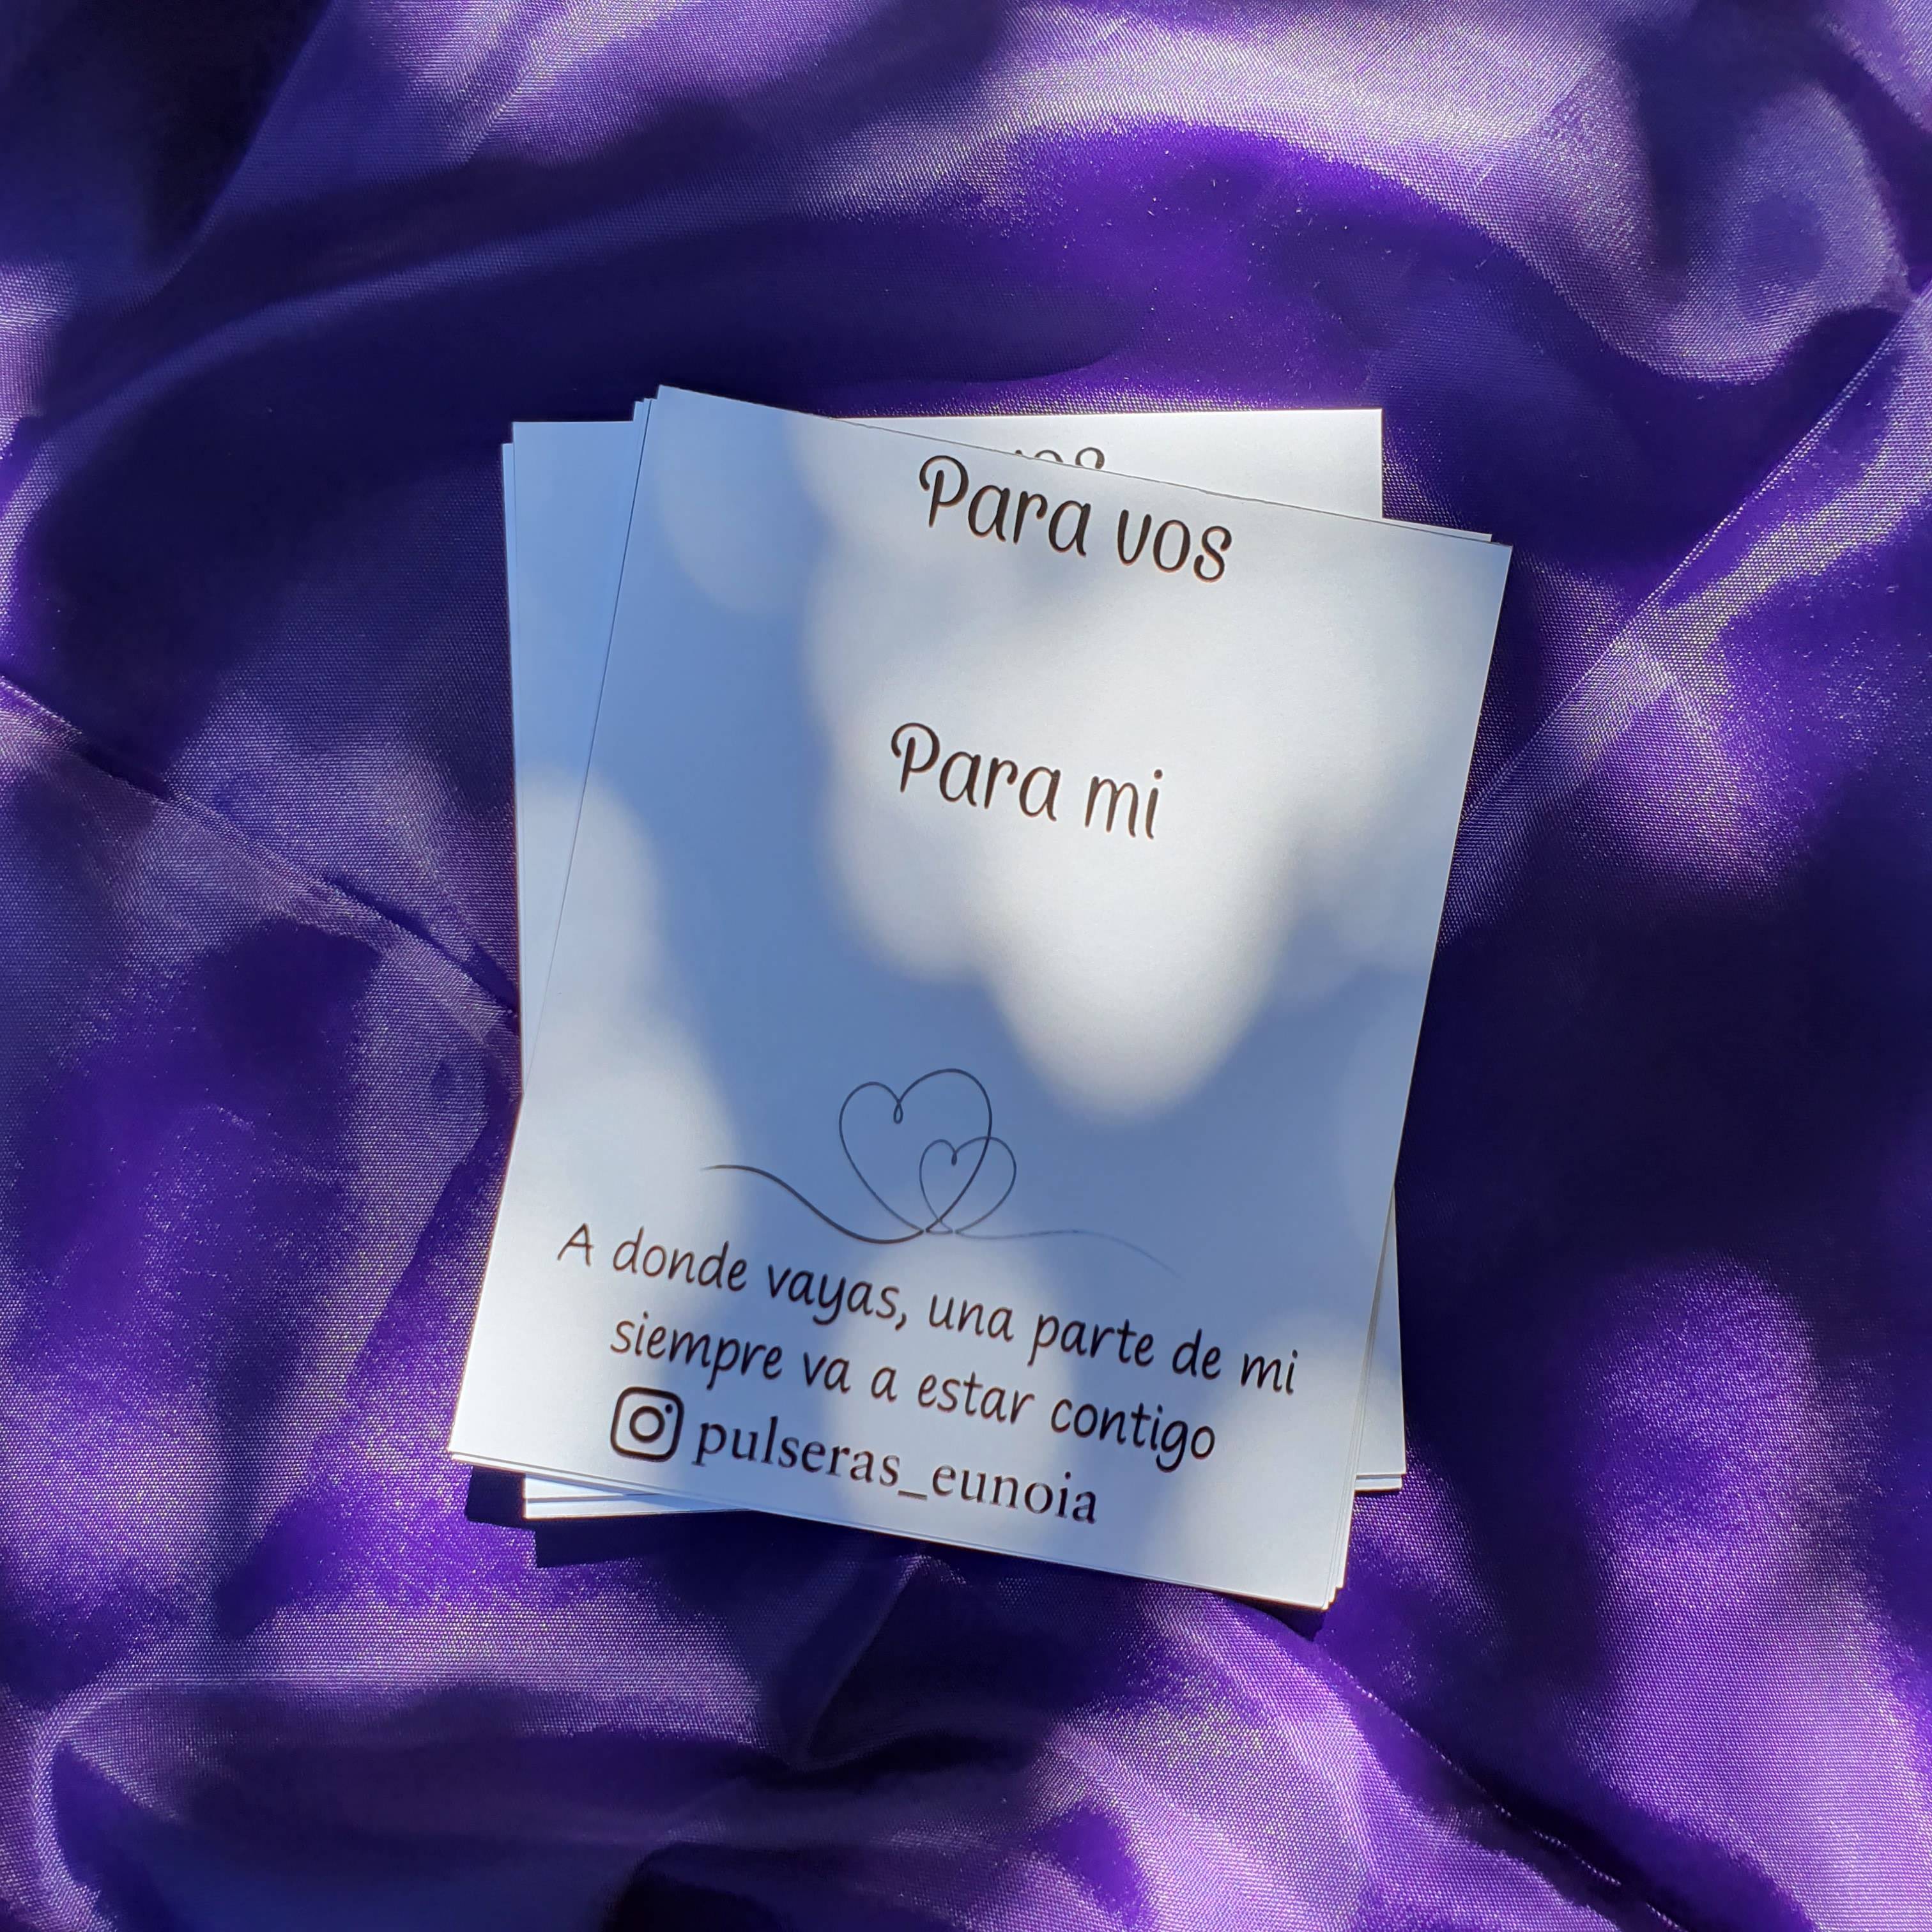 Para vos
Para mi
A donde vayas, una parte de mi
siempre va a estar contigo
pulseras_eunoia